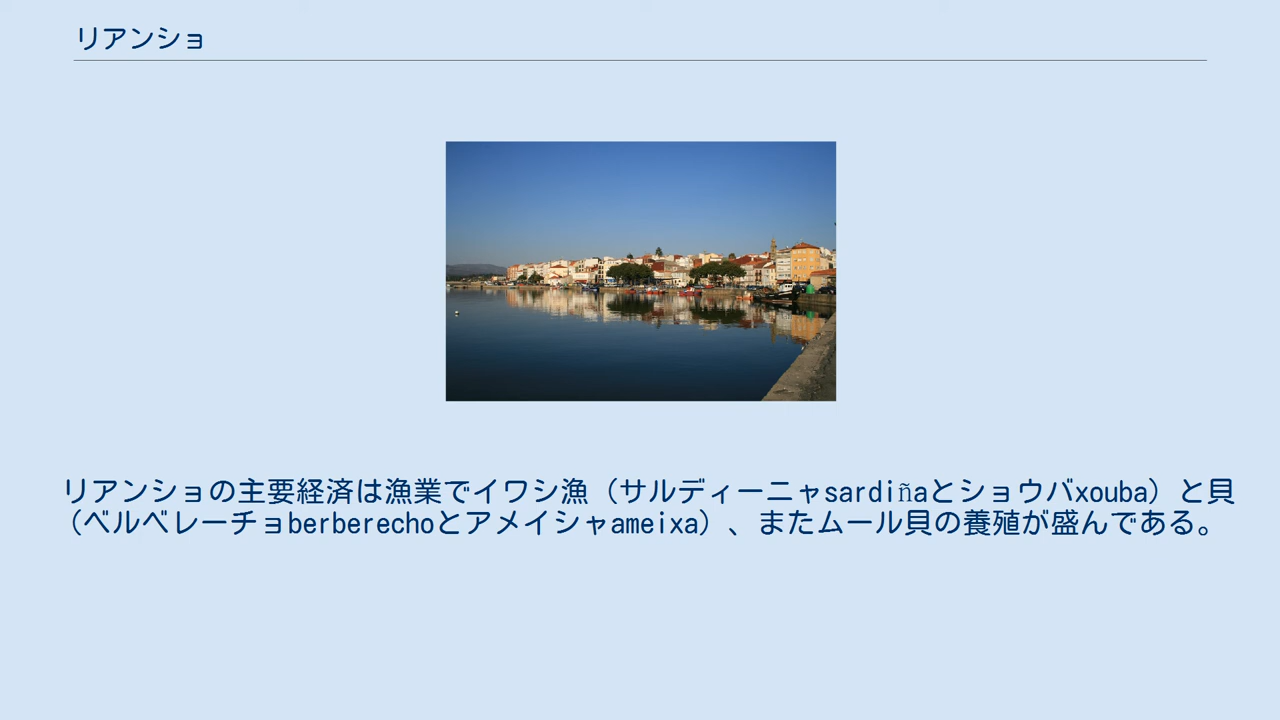 リアンショ
リアンショの主要経済は漁業でイワシ漁（サルディーニャsardiñaとショウバxouba）と貝
（ベルベレーチョberberechoとアメイシャameixa）、またムール貝の養殖が盛んである。